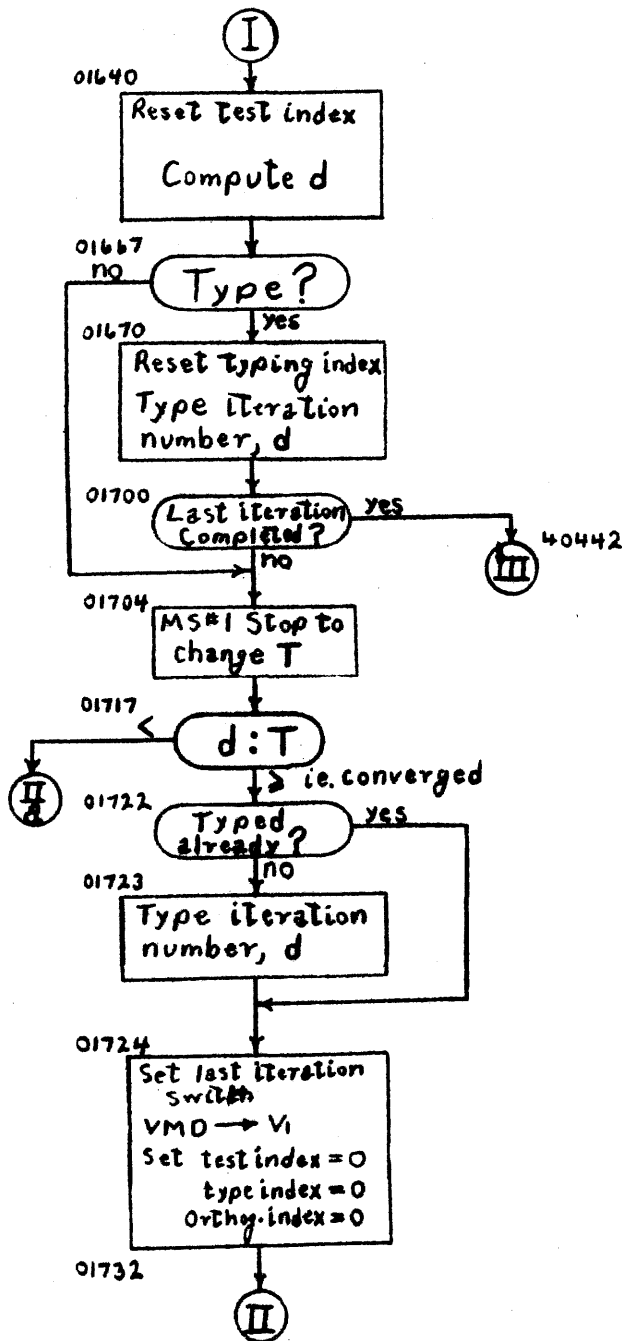 I
01640
Reset test index
Compute d
01667
no
Type?
yes
01670
Reset typing index
Type iteration
number, d
01700
Last iteration
Completed?
yes
no
40442
III
01704
MS#1 Stop to
change T
01717
<
d : T
≥ ie. converged
II
a
01722
Typed
already?
yes
no
01723
Type iteration
number, d
01724
Set last iteration
switch
VMD → V1
Set test index = 0
type index = 0
Orthog. index = 0
01732
II